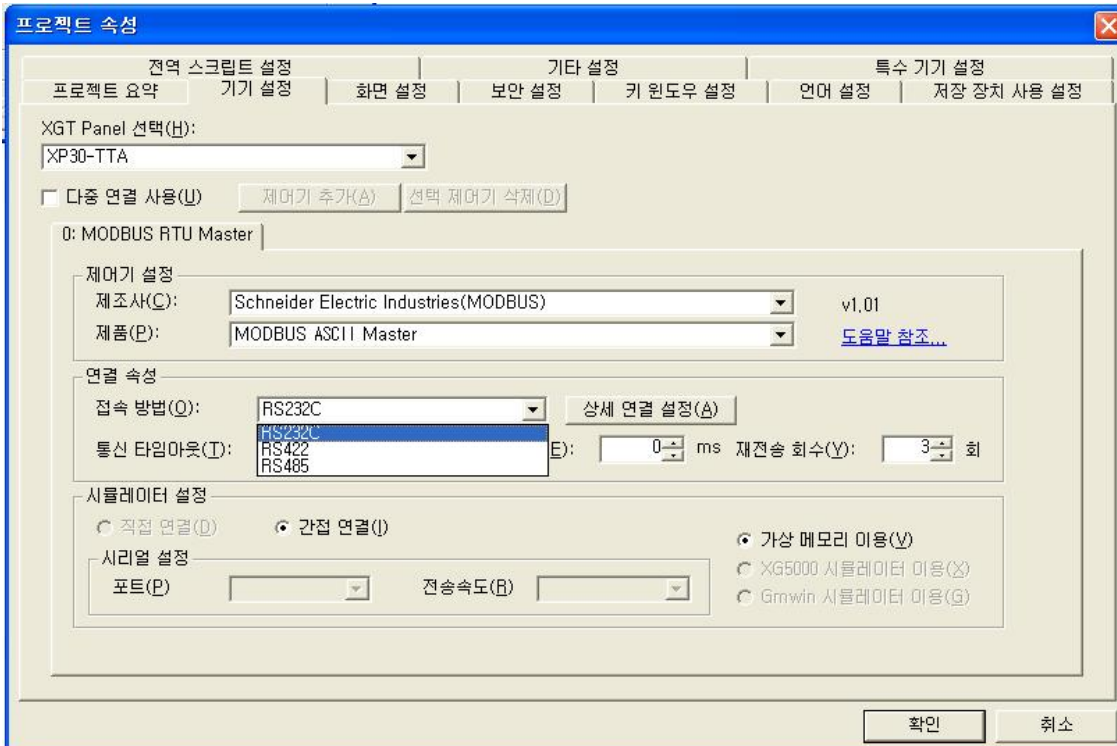 프로젝트 속성
전역 스크립트 설정 기타 설정 특수 기기 설정
프로젝트 요약 기기 설정 화면 설정 보안 설정 키 윈도우 설정 언어 설정 저장 장치 사용 설정
XGT Panel 선택(H):
XP30-TTA
다중 연결 사용(U) 제어기 추가(A) 선택 제어기 삭제(D)
0: MODBUS RTU Master
제어기 설정
제조사(C): Schneider Electric Industries(MODBUS) v1.01
제품(P): MODBUS ASCII Master 도움말 참조...
연결 속성
접속 방법(O): RS232C 상세 연결 설정(A)
RS232C
통신 타임아웃(T): RS422 E): 0 ms 재전송 회수(Y): 3 회
RS485
시뮬레이터 설정
직접 연결(D) 간접 연결(I)
가상 메모리 이용(V)
시리얼 설정
XG5000 시뮬레이터 이용(X)
포트(P) 전송속도(R)
Gmwin 시뮬레이터 이용(G)
확인 취소